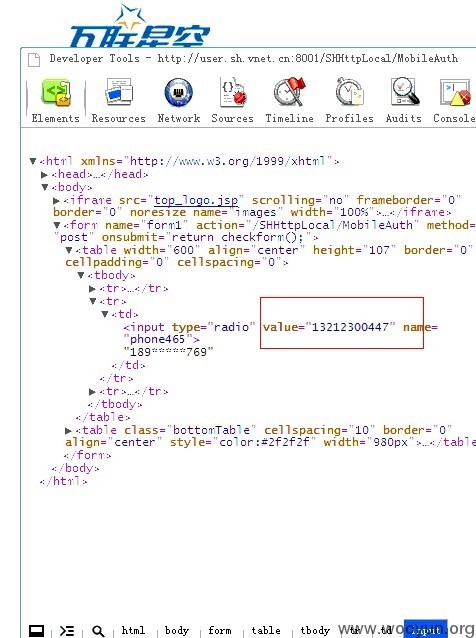 互联星空
Developer Tools - http://user.sh.vnet.cn:8001/SHHttpLocal/MobileAuth
Elements Resources Network Sources Timeline Profiles Audits Console
▼<html xmlns="http://www.w3.org/1999/xhtml">
▶<head>…</head>
▼<body>
▶<iframe src="top_logo.jsp" scrolling="no" frameborder="0"
border="0" noresize name="images" width="100%">…</iframe>
▼<form name="form1" action="/SHHttpLocal/MobileAuth" method=
"post" onsubmit="return checkform();">
▼<table width="600" align="center" height="107" border="0"
cellpadding="0" cellspacing="0">
▼<tbody>
▶<tr>…</tr>
▼<tr>
▼<td>
<input type="radio" value="13212300447" name=
"phone465">
"189*****769"
</td>
</tr>
▶<tr>…</tr>
</tbody>
</table>
▶<table class="bottomTable" cellspacing="10" border="0"
align="center" style="color:#2f2f2f" width="980px">…</table
</form>
</body>
</html>
html body form table tbody tr td input
www.wooyun.org